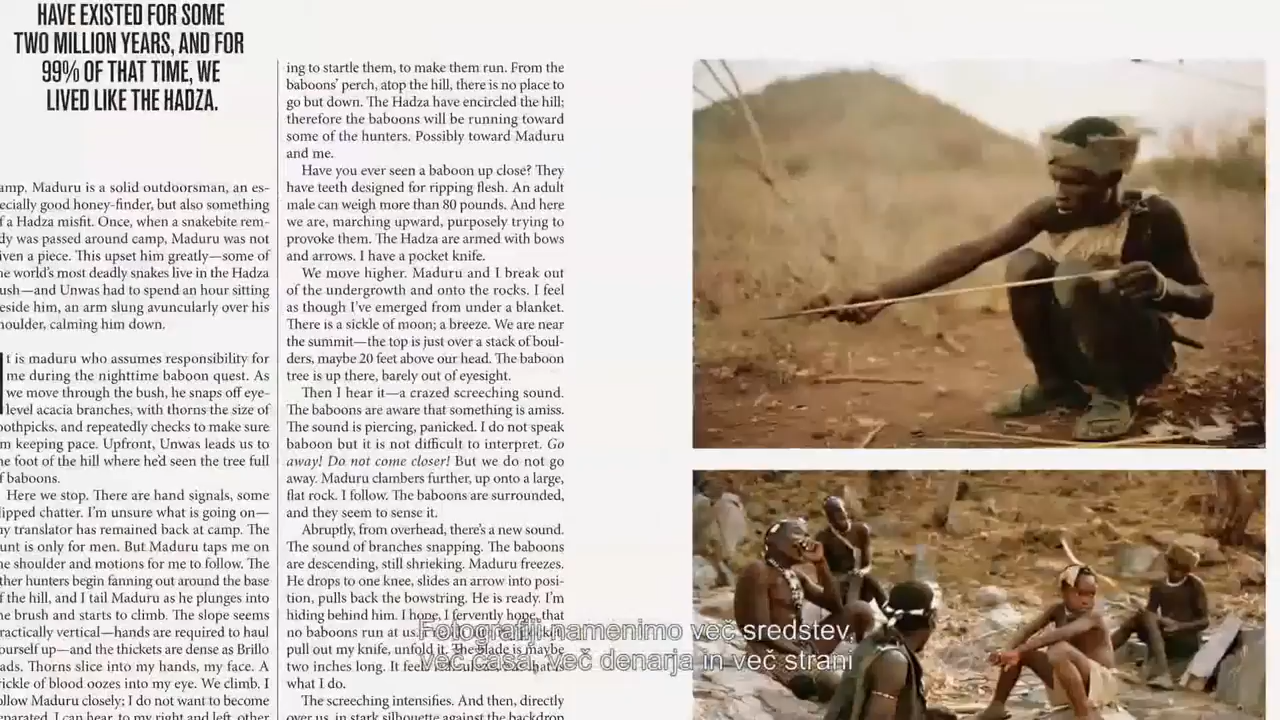 HAVE EXISTED FOR SOME
TWO MILLION YEARS, AND FOR
99% OF THAT TIME, WE
LIVED LIKE THE HADZA.
amp. Maduru is a solid outdoorsman, an es-
ecially good honey-finder, but also something
f a Hadza misfit. Once, when a snakebite rem-
dy was passed around camp, Maduru was not
iven a piece. This upset him greatly—some of
he world's most deadly snakes live in the Hadza
ush—and Unwas had to spend an hour sitting
eside him, an arm slung avuncularly over his
houlder, calming him down.
It is maduru who assumes responsibility for
me during the nighttime baboon quest. As
we move through the bush, he snaps off eye-
level acacia branches, with thorns the size of
oothpicks, and repeatedly checks to make sure
m keeping pace. Upfront, Unwas leads us to
he foot of the hill where he'd seen the tree full
f baboons.
Here we stop. There are hand signals, some
lipped chatter. I'm unsure what is going on—
ny translator has remained back at camp. The
unt is only for men. But Maduru taps me on
he shoulder and motions for me to follow. The
ther hunters begin fanning out around the base
of the hill, and I tail Maduru as he plunges into
he brush and starts to climb. The slope seems
ractically vertical—hands are required to haul
ourself up—and the thickets are dense as Brillo
ads. Thorns slice into my hands, my face. A
rickle of blood oozes into my eye. We climb. I
ollow Maduru closely; I do not want to become
eparated. I can hear, to my right and left, other
ing to startle them, to make them run. From the
baboons' perch, atop the hill, there is no place to
go but down. The Hadza have encircled the hill;
therefore the baboons will be running toward
some of the hunters. Possibly toward Maduru
and me.
Have you ever seen a baboon up close? They
have teeth designed for ripping flesh. An adult
male can weigh more than 80 pounds. And here
we are, marching upward, purposely trying to
provoke them. The Hadza are armed with bows
and arrows. I have a pocket knife.
We move higher. Maduru and I break out
of the undergrowth and onto the rocks. I feel
as though I've emerged from under a blanket.
There is a sickle of moon; a breeze. We are near
the summit—the top is just over a stack of boul-
ders, maybe 20 feet above our head. The baboon
tree is up there, barely out of eyesight.
Then I hear it—a crazed screeching sound.
The baboons are aware that something is amiss.
The sound is piercing, panicked. I do not speak
baboon but it is not difficult to interpret. Go
away! Do not come closer! But we do not go
away. Maduru clambers further, up onto a large,
flat rock. I follow. The baboons are surrounded,
and they seem to sense it.
Abruptly, from overhead, there's a new sound.
The sound of branches snapping. The baboons
are descending, still shrieking. Maduru freezes.
He drops to one knee, slides an arrow into posi-
tion, pulls back the bowstring. He is ready. I'm
hiding behind him. I hope, I fervently hope, that
no baboons run at us.
pull out my knife, unfold it. The blade is maybe
two inches long. It feels
what I do.
The screeching intensifies. And then, directly
over us, in stark silhouette against the backdrop
Fotografiji namenimo več sredstev,
več časa, več denarja in več strani